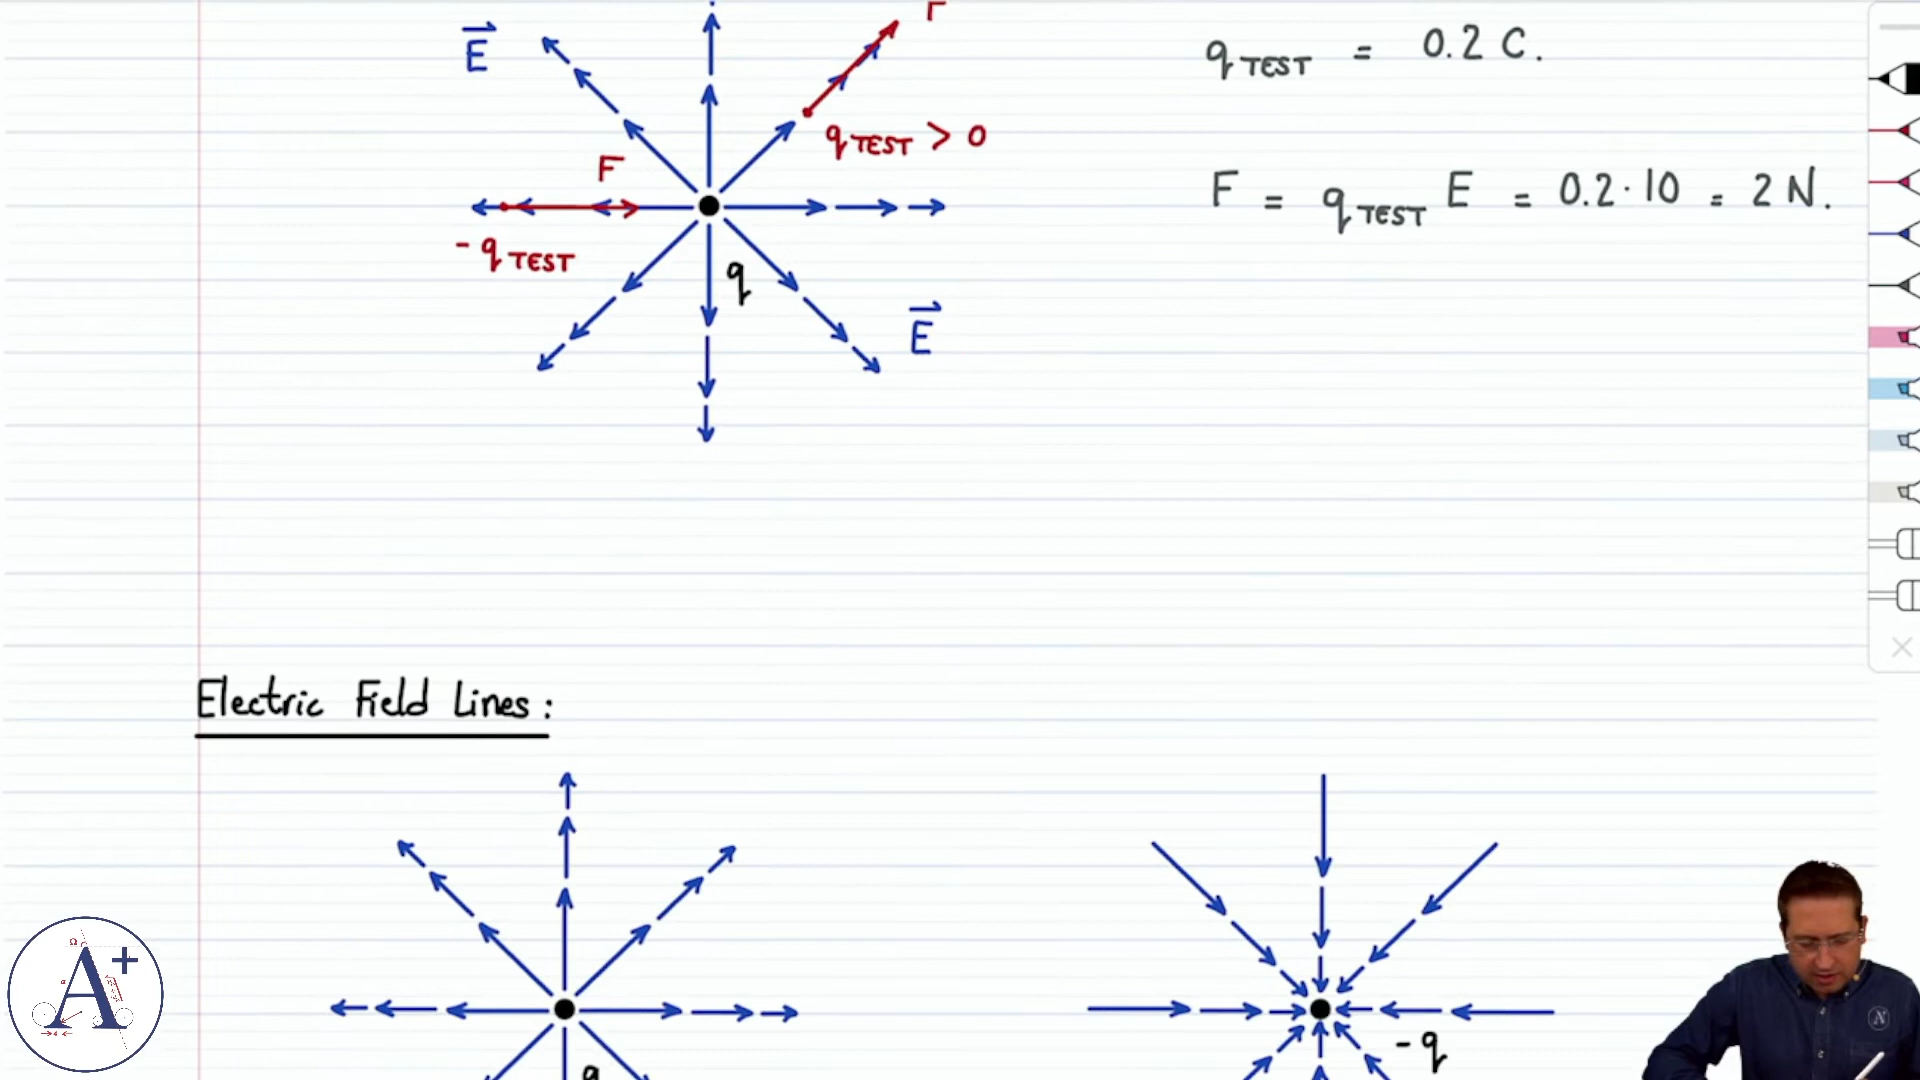 E
F
q TEST > 0
F
- q TEST
q
E
q TEST = 0.2 C.
F = q TEST E = 0.2 · 10 = 2 N.
Electric Field Lines :
q
- q
A+